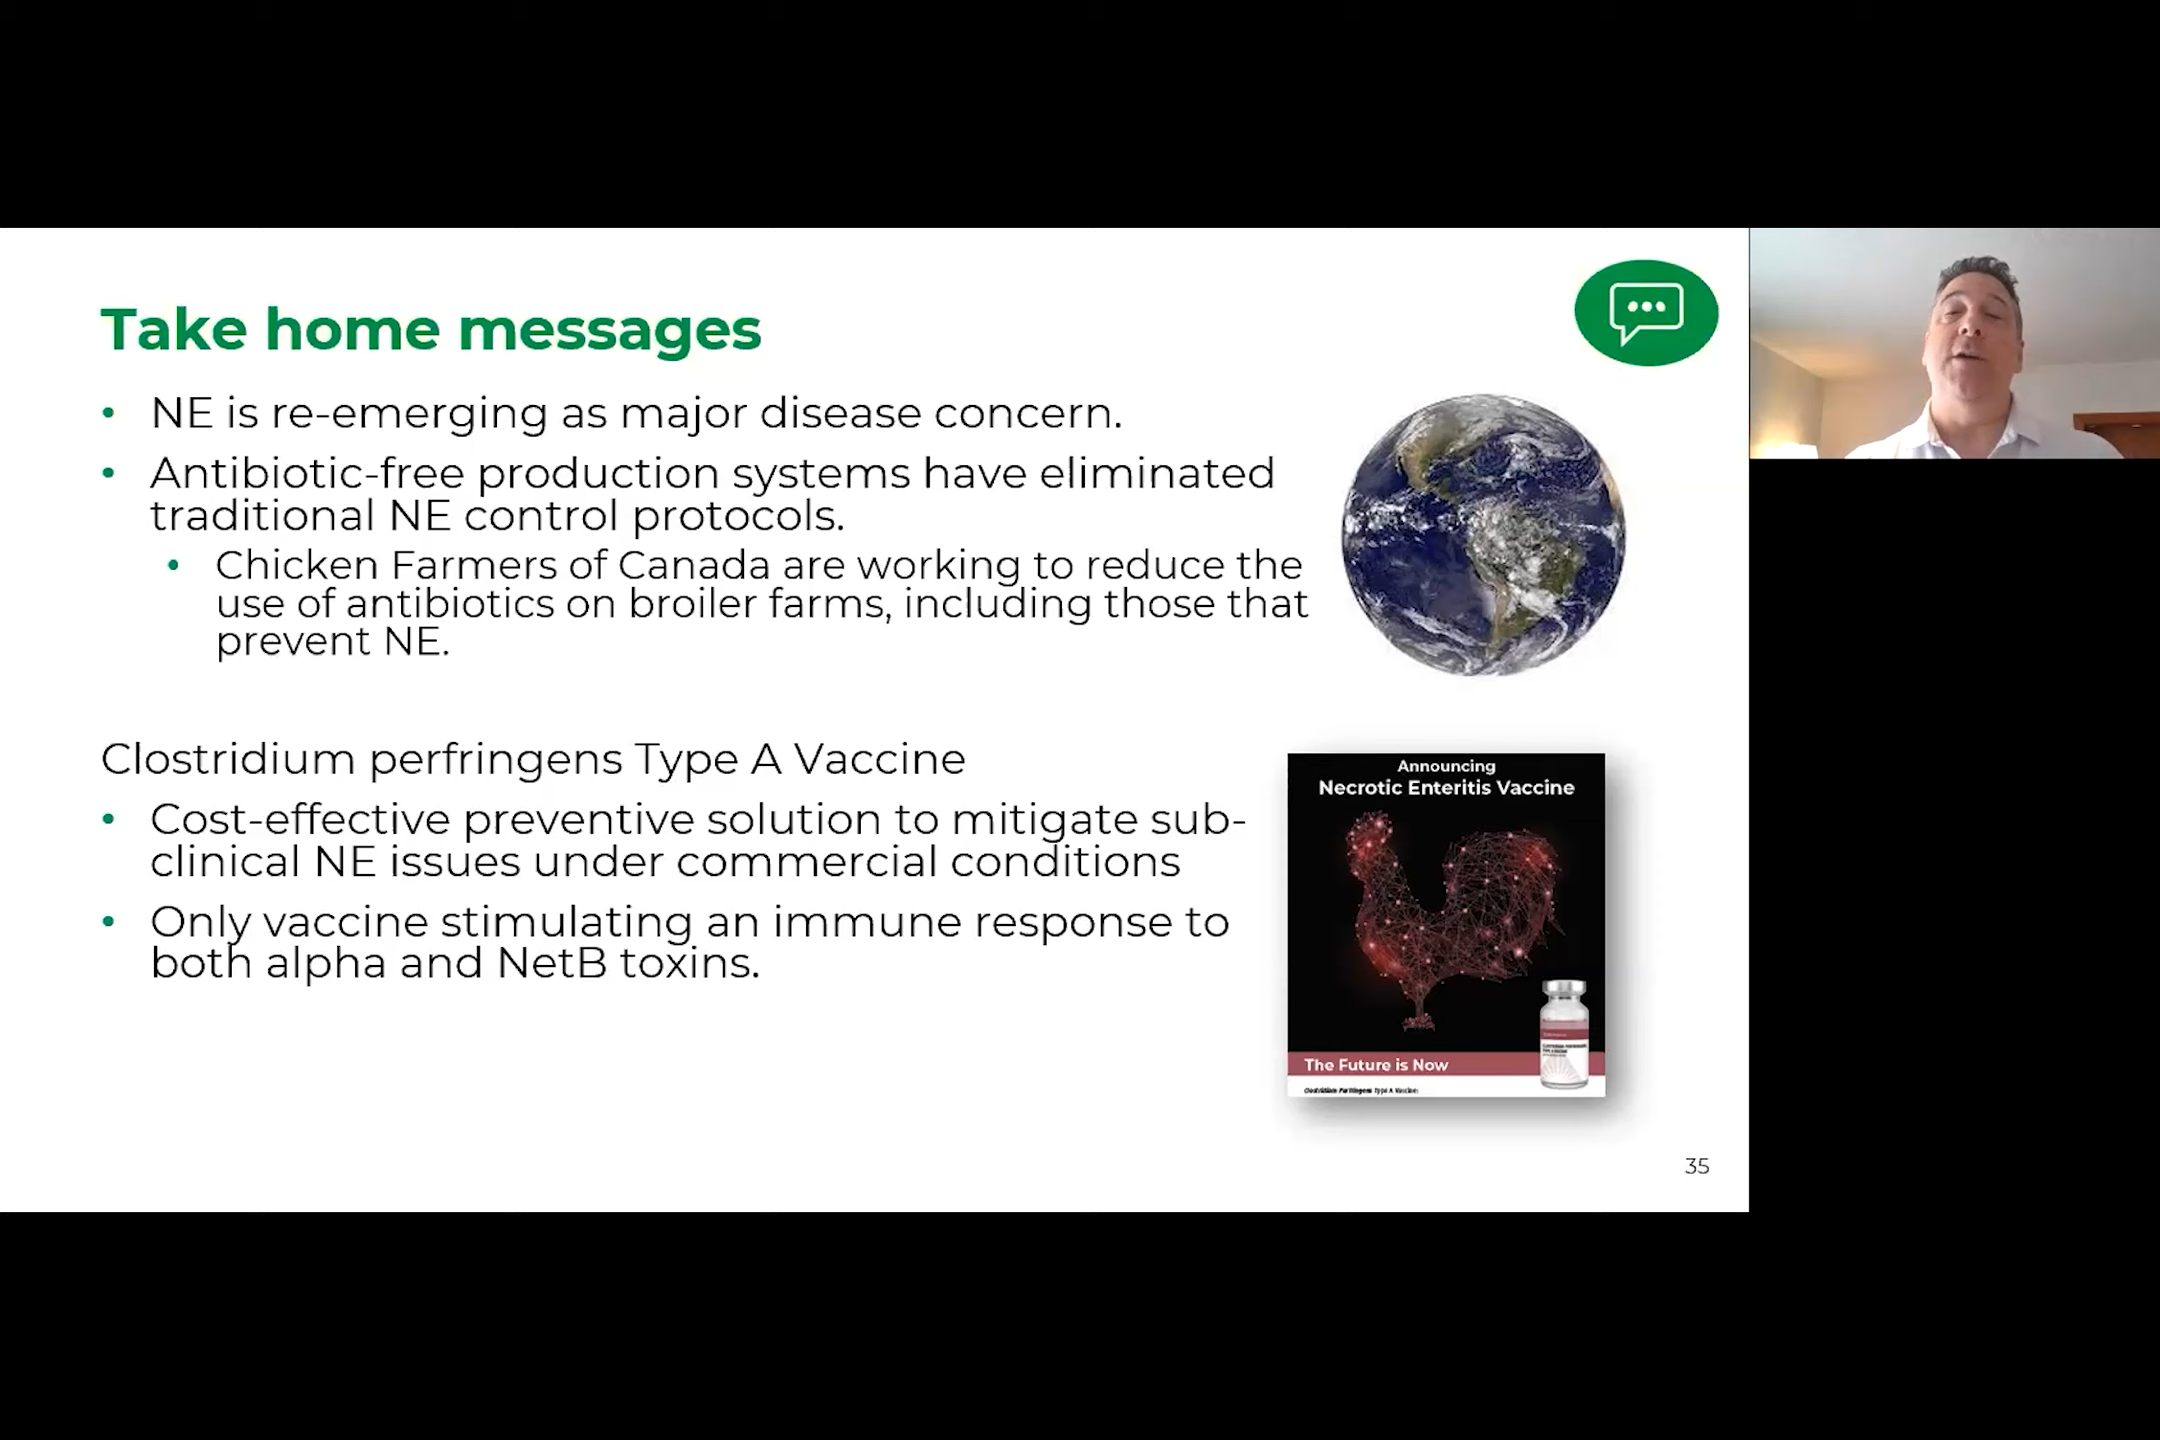 Take home messages
• NE is re-emerging as major disease concern.
• Antibiotic-free production systems have eliminated
traditional NE control protocols.
• Chicken Farmers of Canada are working to reduce the
use of antibiotics on broiler farms, including those that
prevent NE.
Clostridium perfringens Type A Vaccine
• Cost-effective preventive solution to mitigate sub-
clinical NE issues under commercial conditions
• Only vaccine stimulating an immune response to
both alpha and NetB toxins.
Announcing
Necrotic Enteritis Vaccine
The Future is Now
Clostridium Perfringens Type A Vaccine:
35